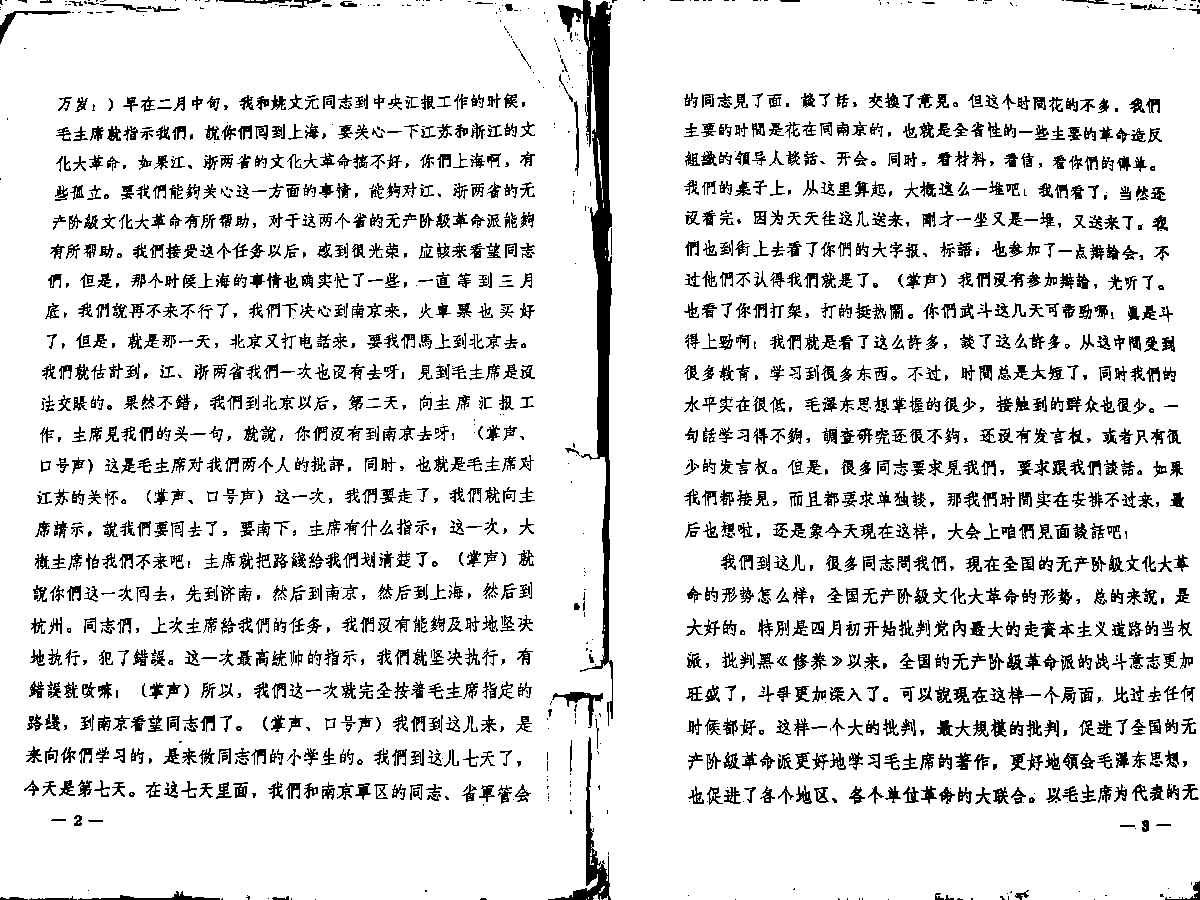 万岁！）早在二月中旬，我和姚文元同志到中央汇报工作的时候，
毛主席就指示我們，說你們回到上海，要关心一下江苏和浙江的文
化大革命，如果江、浙两省的文化大革命搞不好，你們上海啊，有
些孤立。要我們能夠关心这一方面的事情，能夠对江、浙两省的无
产阶級文化大革命有所帮助，对于这两个省的无产阶級革命派能夠
有所帮助。我們接受这个任务以后，感到很光荣，应該来看望同志
們，但是，那个时候上海的事情也确实忙了一些，一直等到三月
底，我們說再不来不行了，我們下决心到南京来，火車票也买好
了，但是，就是那一天，北京又打电話来，要我們馬上到北京去。
我們就估計到，江、浙两省我們一次也沒有去呀！見到毛主席是沒
法交賬的。果然不錯，我們到北京以后，第二天，向主席汇报工
作，主席見我們的头一句，就說，你們沒有到南京去呀！（掌声、
口号声）这是毛主席对我們两个人的批評，同时，也就是毛主席对
江苏的关怀。（掌声、口号声）这一次，我們要走了，我們就向主
席請示，說我們要回去了，要南下，主席有什么指示？这一次，大
概主席怕我們不来吧！主席就把路綫給我們划清楚了。（掌声）就
說你們这一次回去，先到济南，然后到南京，然后到上海，然后到
杭州。同志們，上次主席給我們的任务，我們沒有能夠及时地坚决
地执行，犯了錯誤。这一次最高統帅的指示，我們就坚决执行，有
錯誤就改嘛！（掌声）所以，我們这一次就完全按着毛主席指定的
路綫，到南京看望同志們了。（掌声、口号声）我們到这儿来，是
来向你們学习的，是来做同志們的小学生的。我們到这儿七天了，
今天是第七天。在这七天里面，我們和南京軍区的同志、省軍管会
— 2 —
的同志見了面，談了話，交換了意見。但这个时間花的不多，我們
主要的时間是花在同南京的，也就是全省性的一些主要的革命造反
組織的領导人談話、开会。同时，看材料，看信，看你們的傳单。
我們的桌子上，从这里算起，大概这么一堆吧！我們看了，当然还
沒看完，因为天天往这儿送来，剛才一坐又是一堆，又送来了。我
們也到街上去看了你們的大字报、标語，也参加了一点辯論会，不
过他們不认得我們就是了。（掌声）我們沒有参加辯論，光听了。
也看了你們打架，打的挺热鬧。你們武斗这几天可带勁哪！眞是斗
得上勁啊！我們就是看了这么許多，談了这么許多。从这中間受到
很多教育，学习到很多东西。不过，时間总是太短了，同时我們的
水平实在很低，毛澤东思想掌握的很少，接触到的群众也很少。一
句話学习得不夠，調查研究还很不夠，还沒有发言权，或者只有很
少的发言权。但是，很多同志要求見我們，要求跟我們談話。如果
我們都接見，而且都要求单独談，那我們时間实在安排不过来，最
后也想啦，还是象今天現在这样，大会上咱們見面談話吧！
我們到这儿，很多同志問我們，現在全国的无产阶級文化大革
命的形势怎么样？全国无产阶級文化大革命的形势，总的来說，是
大好的。特別是四月初开始批判党內最大的走資本主义道路的当权
派，批判黑《修养》以来，全国的无产阶級革命派的战斗意志更加
旺盛了，斗爭更加深入了。可以說現在这样一个局面，比过去任何
时候都好。这样一个大的批判，最大規模的批判，促进了全国的无
产阶級革命派更好地学习毛主席的著作，更好地領会毛澤东思想，
也促进了各个地区、各个单位革命的大联合。以毛主席为代表的无
— 3 —